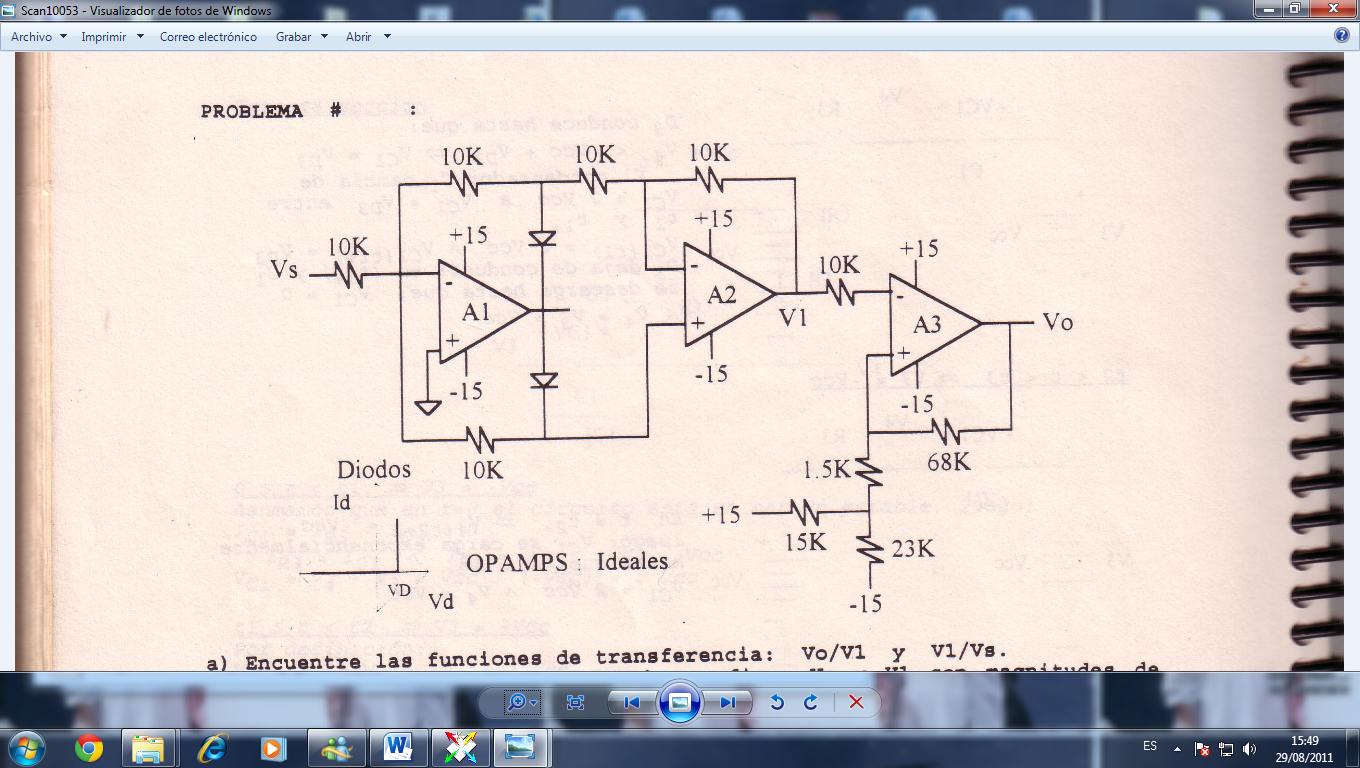 Scan10053 - Visualizador de fotos de Windows
Archivo Imprimir Correo electrónico Grabar Abrir
PROBLEMA # :
10K 10K 10K
+15 +15
10K +15
Vs 10K
- - -
A1 A2 A3
+ + +
V1 Vo
-15 -15 -15
Diodos 10K 1.5K 68K
Id
+15
15K 23K
OPAMPS : Ideales
VD
Vd
-15
a) Encuentre las funciones de transferencia: Vo/V1 y V1/Vs.
ES 15:49
29/08/2011